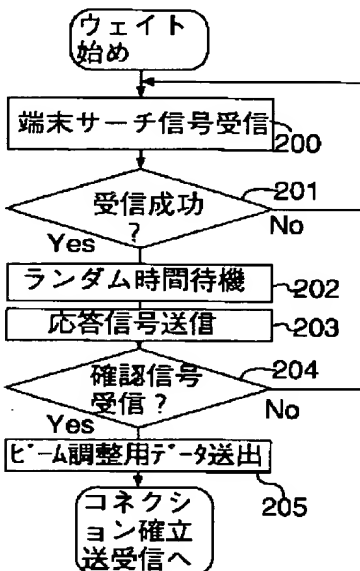 ウェイト
始め
端末サーチ信号受信
200
201
受信成功
?
Yes
No
ランダム時間待機
202
応答信号送信
203
204
確認信号
受信?
Yes
No
ﾋﾞｰﾑ調整用ﾃﾞｰﾀ送出
205
コネクシ
ョン確立
送受信へ